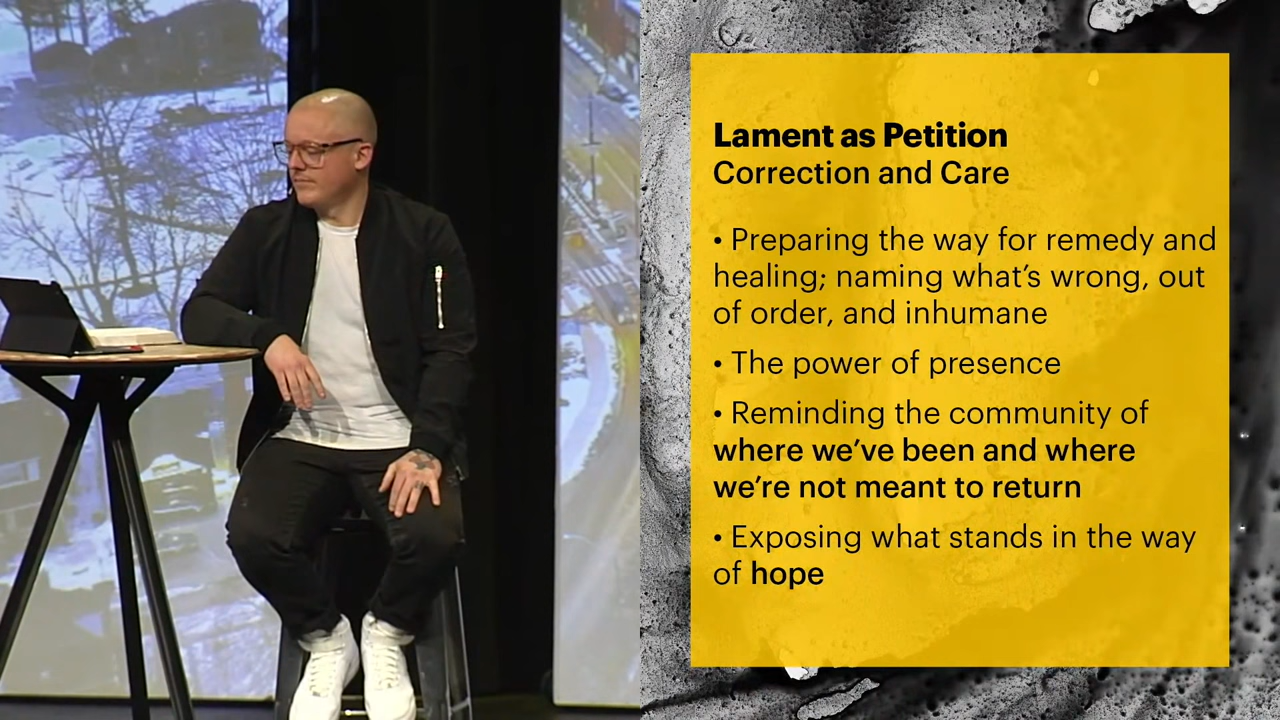 Lament as Petition
Correction and Care
• Preparing the way for remedy and
healing; naming what’s wrong, out
of order, and inhumane
• The power of presence
• Reminding the community of
where we’ve been and where
we’re not meant to return
• Exposing what stands in the way
of hope